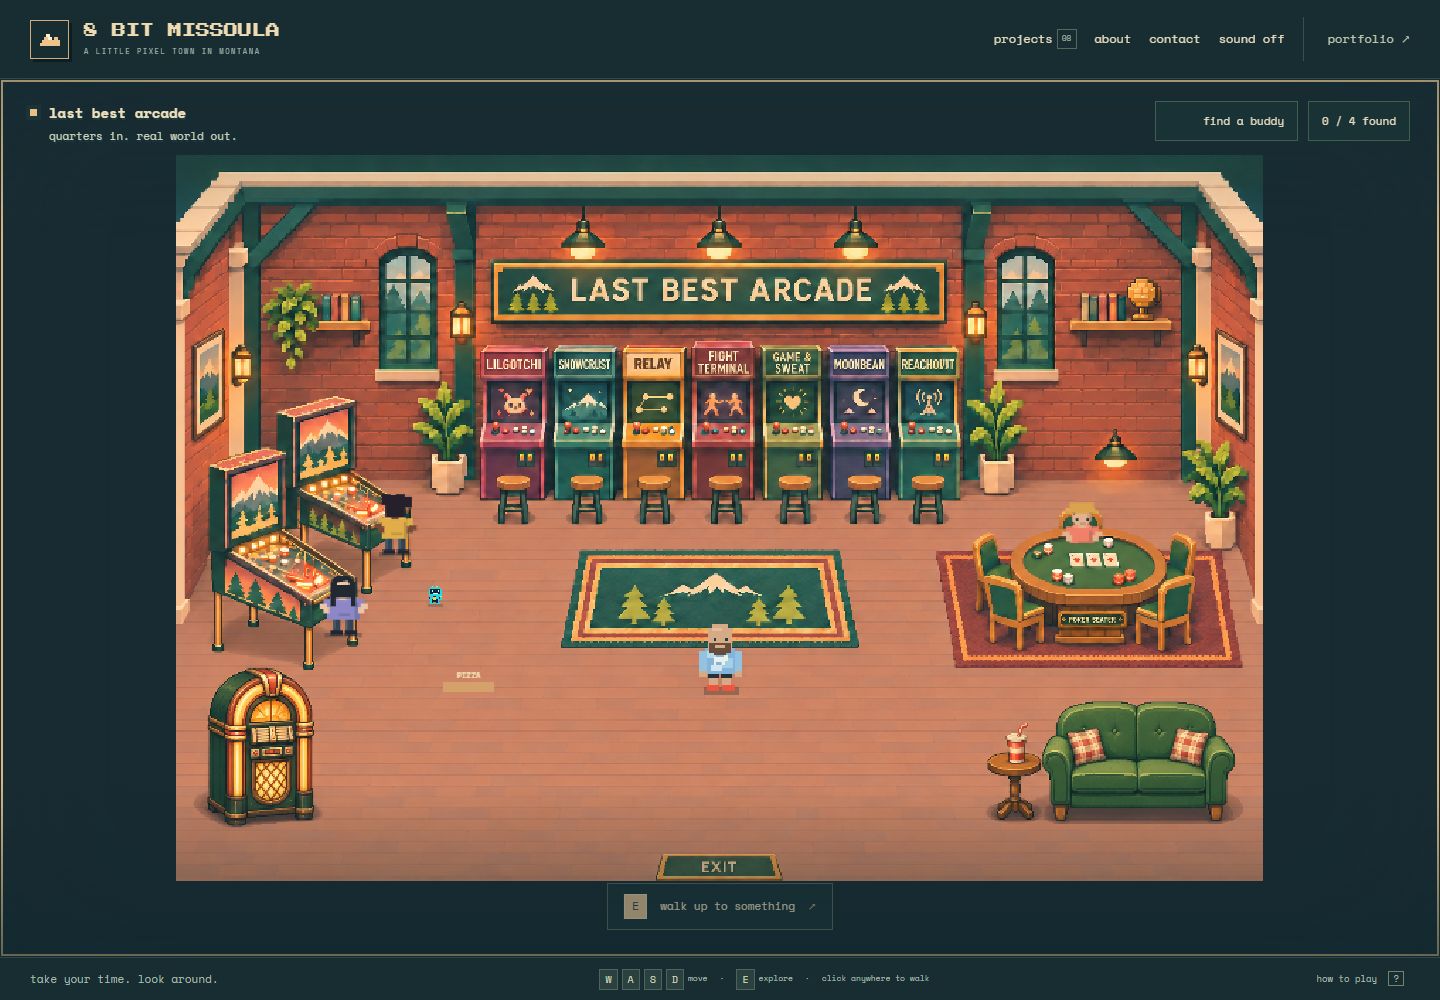 8 BIT MISSOULA
A LITTLE PIXEL TOWN IN MONTANA
projects 08 about contact sound off portfolio ↗
last best arcade
quarters in. real world out.
find a buddy
0 / 4 found
LAST BEST ARCADE
LILGOTCHI
SNOWCRUST
RELAY
FIGHT TERMINAL
GAME & SWEAT
MOONBEAN
PIZZA
EXIT
E walk up to something ↗
take your time. look around.
W A S D move · E explore · click anywhere to walk
how to play ?